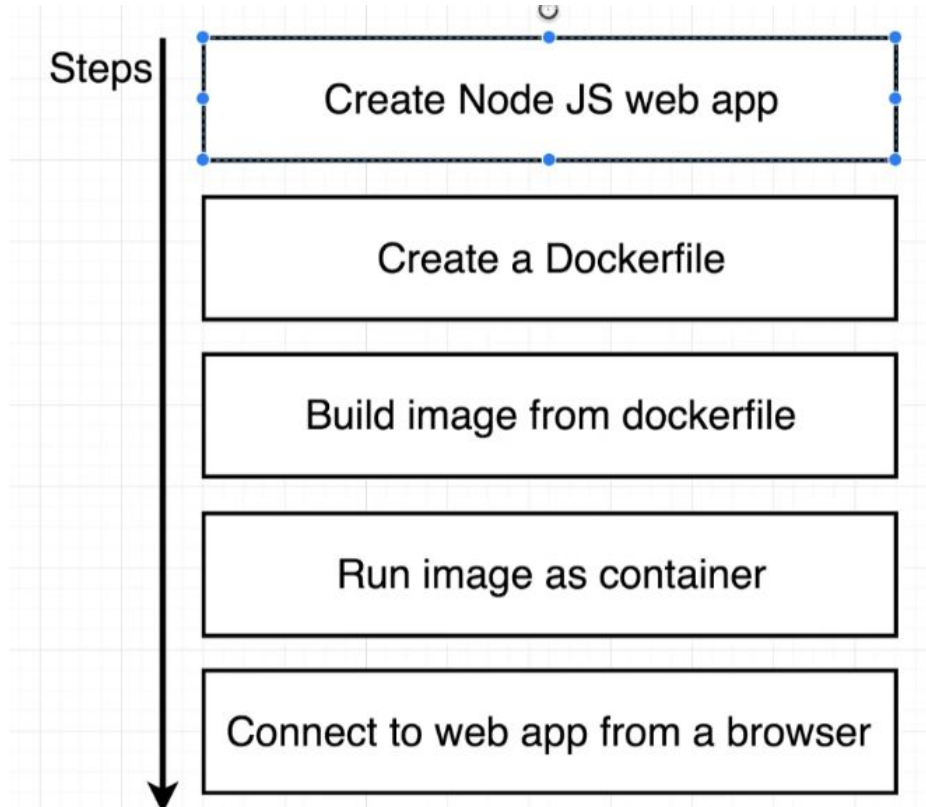 Steps
Create Node JS web app
Create a Dockerfile
Build image from dockerfile
Run image as container
Connect to web app from a browser